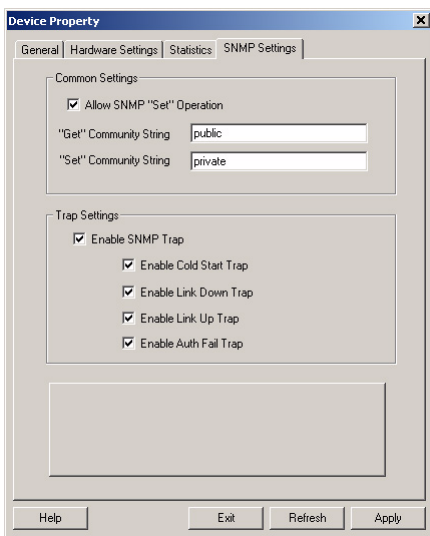 Device Property
General Hardware Settings Statistics SNMP Settings
Common Settings
Allow SNMP "Set" Operation
"Get" Community String public
"Set" Community String private
Trap Settings
Enable SNMP Trap
Enable Cold Start Trap
Enable Link Down Trap
Enable Link Up Trap
Enable Auth Fail Trap
Help Exit Refresh Apply